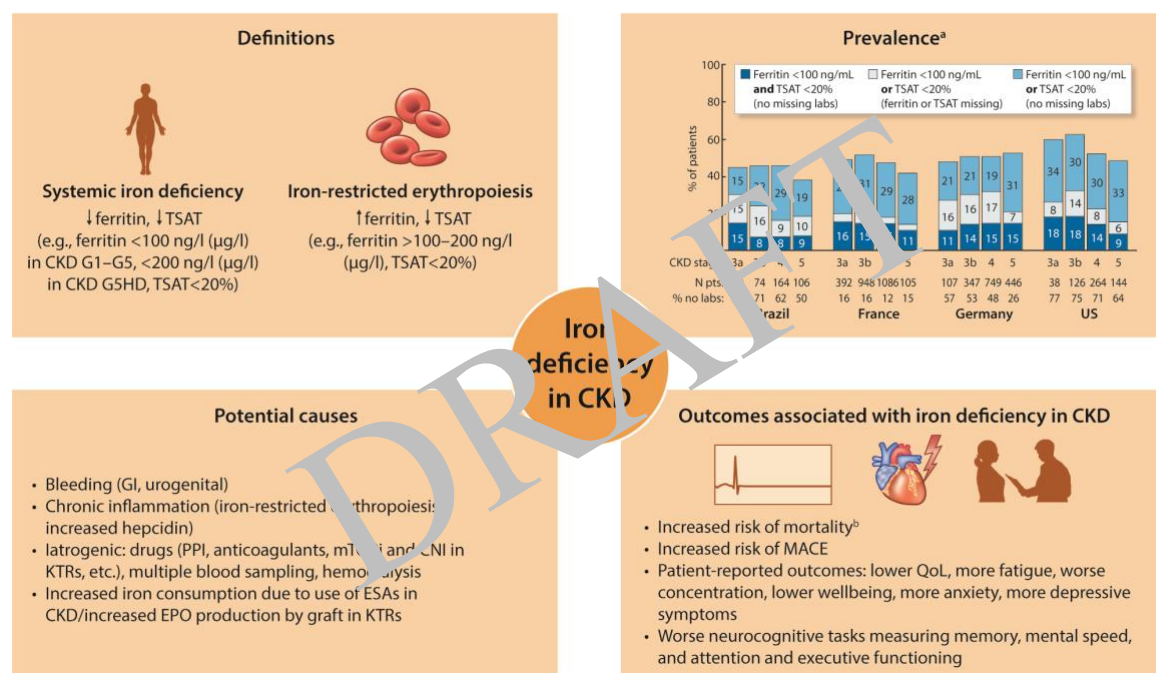 Definitions
Systemic iron deficiency
↓ferritin, ↓TSAT
(e.g., ferritin <100 ng/l (µg/l)
in CKD G1–G5, <200 ng/l (µg/l)
in CKD G5HD, TSAT<20%)
Iron-restricted erythropoiesis
↑ferritin, ↓TSAT
(e.g., ferritin >100–200 ng/l
(µg/l), TSAT<20%)
Prevalenceᵃ
Ferritin <100 ng/mL
and TSAT <20%
(no missing labs)
Ferritin <100 ng/mL
or TSAT <20%
(ferritin or TSAT missing)
Ferritin <100 ng/mL
or TSAT <20%
(no missing labs)
% of patients
100
80
60
40
15 29 19 31 29 28 21 21 19 31 34 30 30 33
15 16 9 10 16 16 17 7 8 14 8 6
15 8 8 9 16 11 11 14 15 15 18 18 14 9
CKD 3a 4 5 3a 3b 5 3a 3b 4 5 3a 3b 4 5
N pts: 74 164 106 392 948 1086 105 107 347 749 446 38 126 264 144
% no labs: 71 62 50 16 16 12 15 57 53 48 26 77 75 71 64
France Germany US
Iron
deficiency
in CKD
Potential causes
• Bleeding (GI, urogenital)
• Chronic inflammation (iron-restricted erythropoiesis
increased hepcidin)
• Iatrogenic: drugs (PPI, anticoagulants, and CNI in
KTRs, etc.), multiple blood sampling, hemodialysis
• Increased iron consumption due to use of ESAs in
CKD/increased EPO production by graft in KTRs
Outcomes associated with iron deficiency in CKD
• Increased risk of mortalityᵇ
• Increased risk of MACE
• Patient-reported outcomes: lower QoL, more fatigue, worse
concentration, lower wellbeing, more anxiety, more depressive
symptoms
• Worse neurocognitive tasks measuring memory, mental speed,
and attention and executive functioning
DRAFT